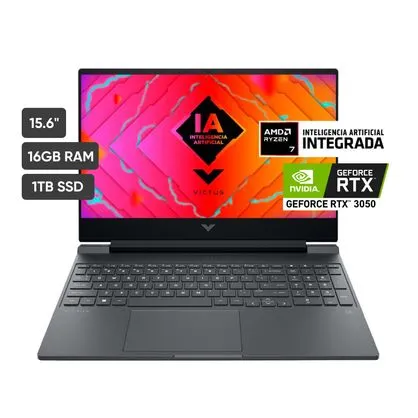 15.6"
16GB RAM
1TB SSD
IA
INTELIGENCIA
ARTIFICIAL
VICTUS
AMD
RYZEN
7
INTELIGENCIA ARTIFICIAL
INTEGRADA
NVIDIA
GEFORCE
RTX
GEFORCE RTX™ 3050